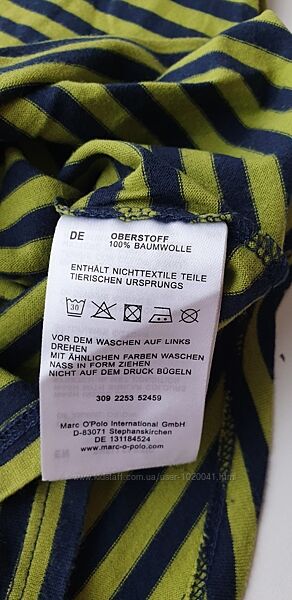 DE OBERSTOFF
100% BAUMWOLLE
ENTHÄLT NICHTTEXTILE TEILE
TIERISCHEN URSPRUNGS
30
VOR DEM WASCHEN AUF LINKS
DREHEN
MIT ÄHNLICHEN FARBEN WASCHEN
NASS IN FORM ZIEHEN
NICHT AUF DEM DRUCK BÜGELN
309 2253 52459
Marc O'Polo International GmbH
D-83071 Stephanskirchen
DE 131184524
www.marc-o-polo.com